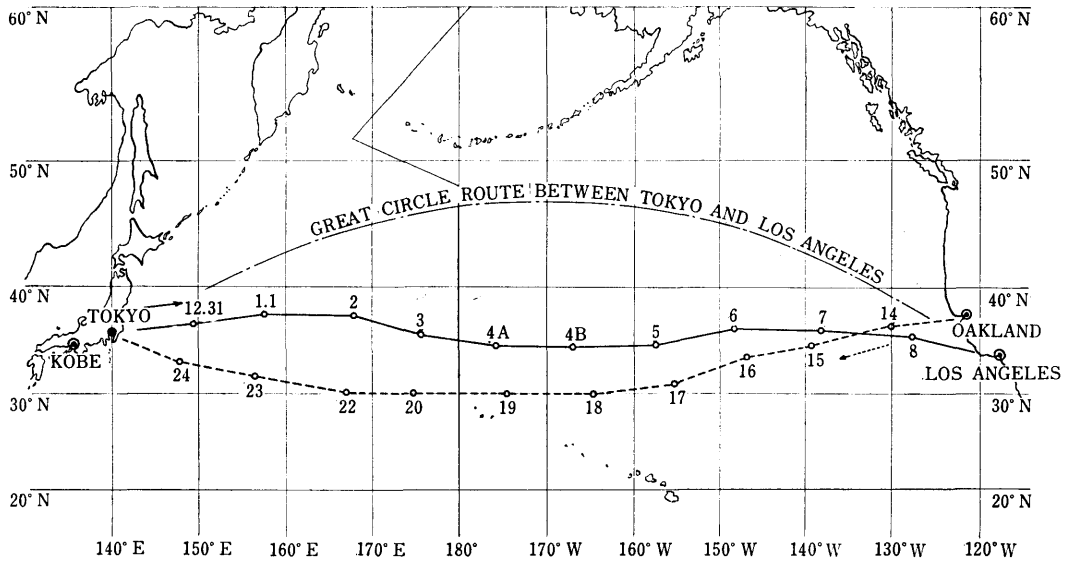 60° N
60° N
50° N
50° N
GREAT CIRCLE ROUTE BETWEEN TOKYO AND LOS ANGELES
40° N
40° N
TOKYO
12.31
1.1
2
3
4A
4B
5
6
7
14
OAKLAND
KOBE
24
23
22
20
19
18
17
16
15
8
LOS ANGELES
30° N
30° N
20° N
20° N
140° E
150° E
160° E
170° E
180°
170° W
160° W
150° W
140° W
130° W
120° W